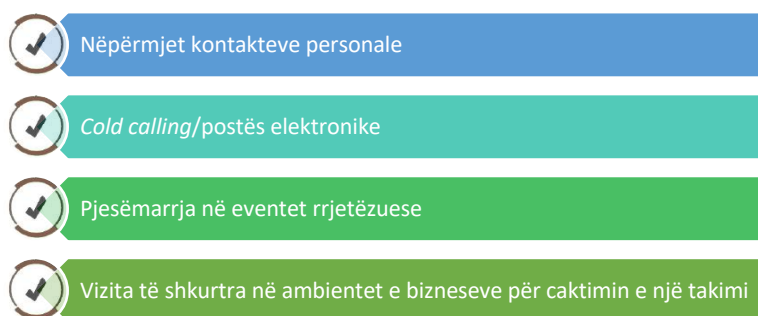 Nëpërmjet kontakteve personale
Cold calling/postës elektronike
Pjesëmarrja në eventet rrjetëzuese
Vizita të shkurtra në ambientet e bizneseve për caktimin e një takimi